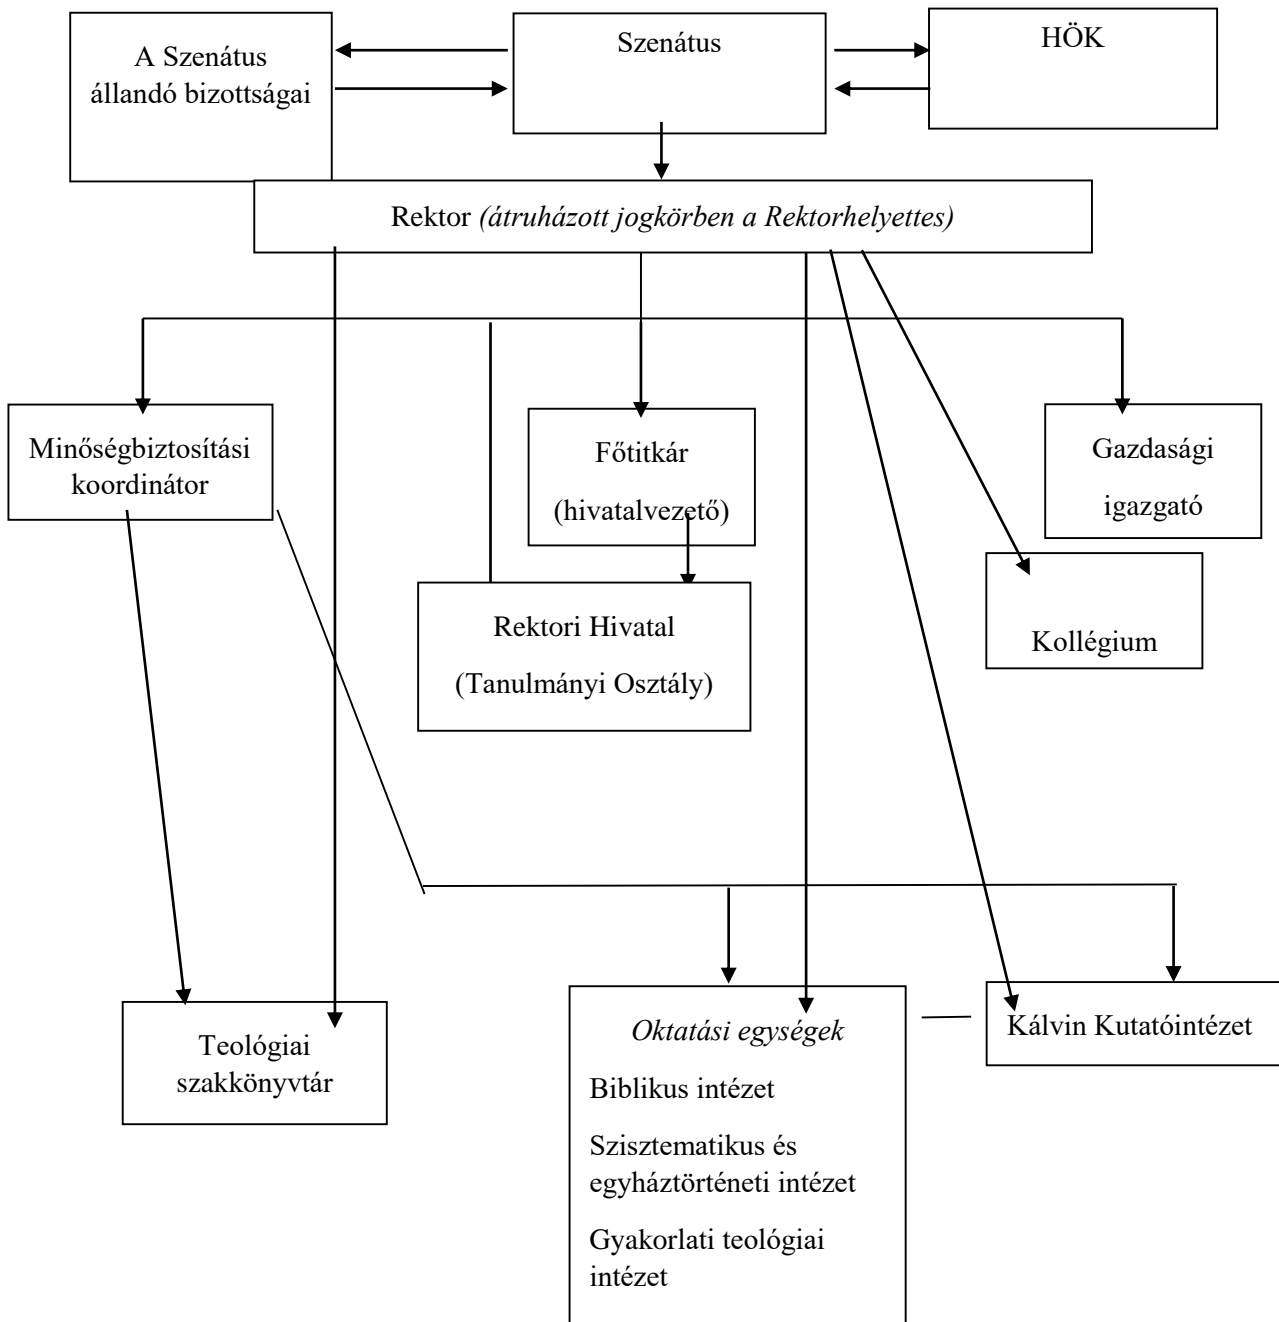 A Szenátus
állandó bizottságai
Szenátus
HÖK
Rektor (átruházott jogkörben a Rektorhelyettes)
Minőségbiztosítási
koordinátor
Főtitkár
(hivatalvezető)
Gazdasági
igazgató
Rektori Hivatal
(Tanulmányi Osztály)
Kollégium
Teológiai
szakkönyvtár
Oktatási egységek
Biblikus intézet
Szisztematikus és
egyháztörténeti intézet
Gyakorlati teológiai
intézet
Kálvin Kutatóintézet